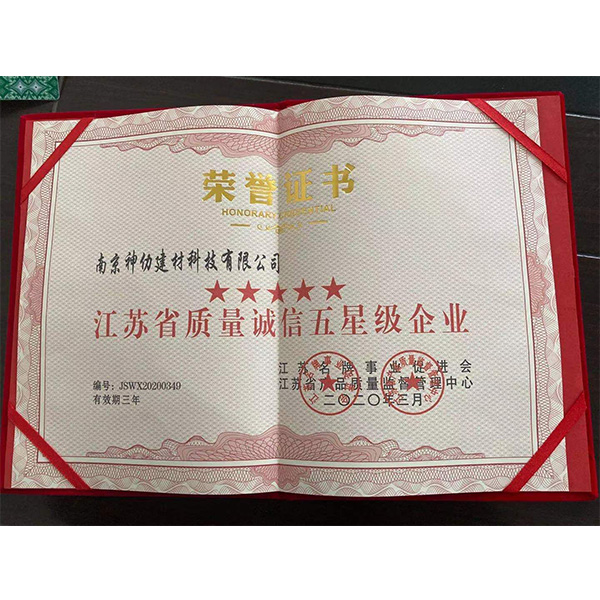 荣誉证书
HONORARY CREDENTIAL
南京神仂建材科技有限公司
江苏省质量诚信五星级企业
江苏名牌事业促进会
编号：JSWX20200349
江苏省产品质量监督管理中心
有效期三年
二〇二〇年三月